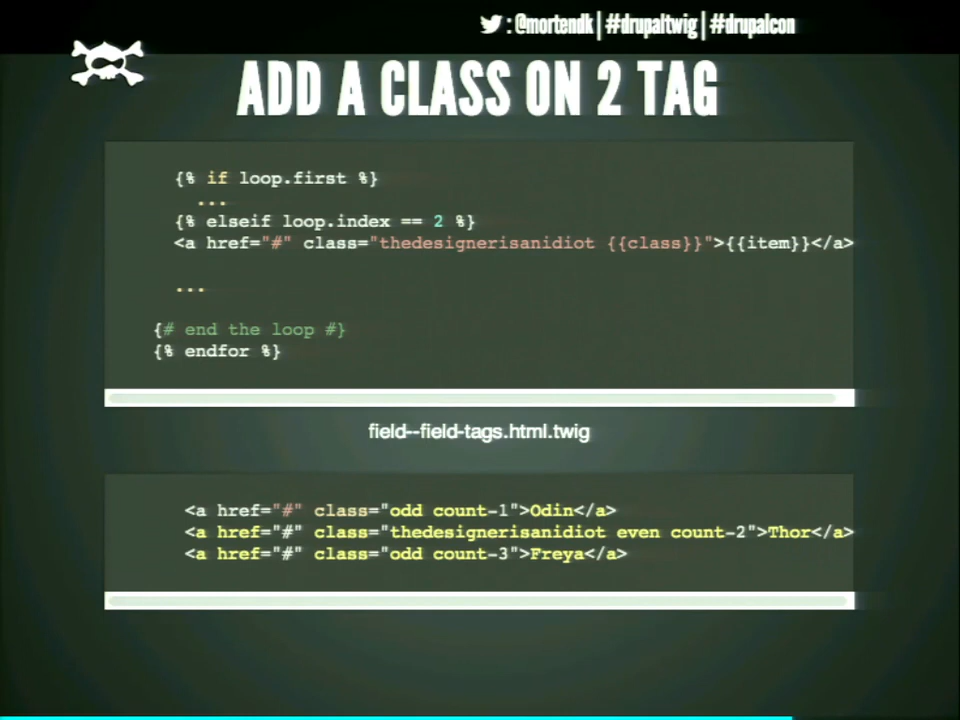 : @mortendk | #drupaltwig | #drupalcon
ADD A CLASS ON 2 TAG
{% if loop.first %}
...
{% elseif loop.index == 2 %}
<a href="#" class="thedesignerisanidiot {{class}}">{{item}}</a>
...
{# end the loop #}
{% endfor %}
field--field-tags.html.twig
<a href="#" class="odd count-1">Odin</a>
<a href="#" class="thedesignerisanidiot even count-2">Thor</a>
<a href="#" class="odd count-3">Freya</a>